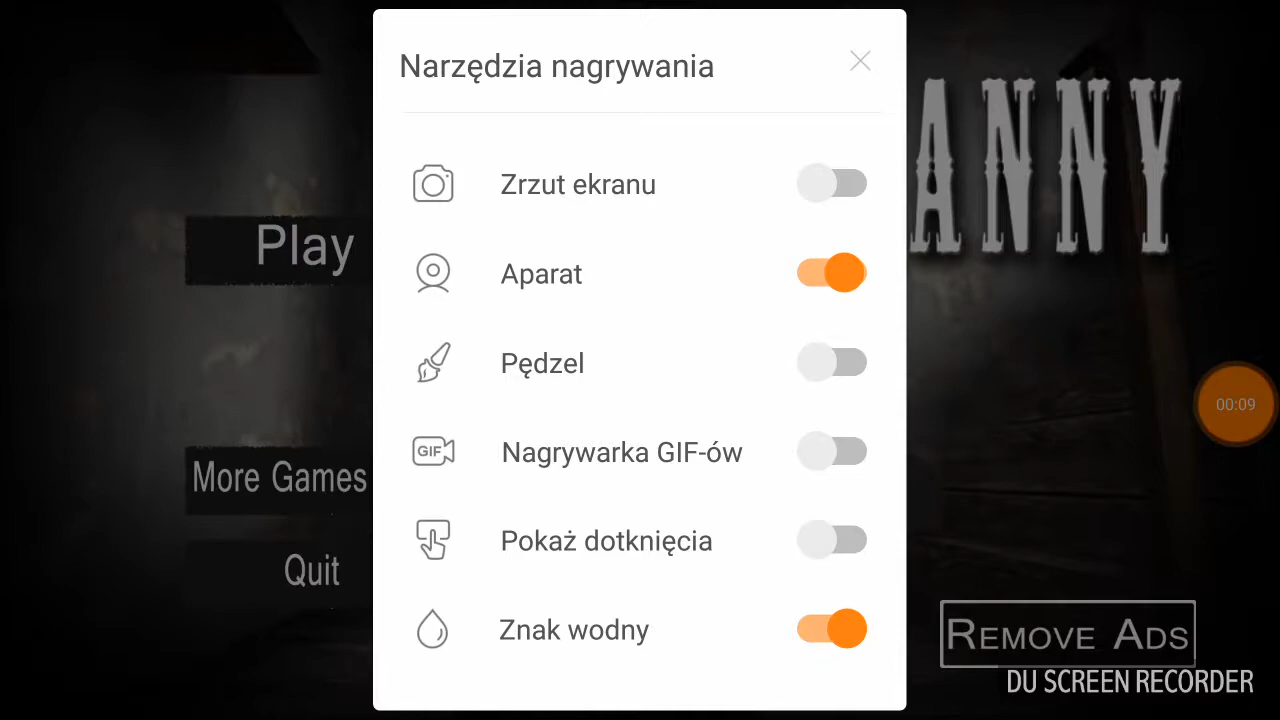 Narzędzia nagrywania
Zrzut ekranu
Aparat
Pędzel
Nagrywarka GIF-ów
GIF
Pokaż dotknięcia
Znak wodny
Play
More Games
Quit
ANNY
00:09
REMOVE ADS
DU SCREEN RECORDER